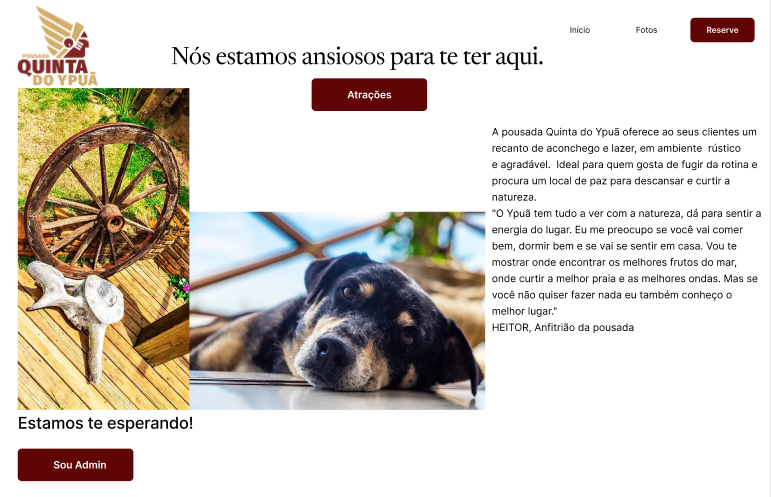 POUSADA
QUINTA
DO YPUÃ
Início
Fotos
Reserve
Nós estamos ansiosos para te ter aqui.
Atrações
A pousada Quinta do Ypuã oferece ao seus clientes um
recanto de aconchego e lazer, em ambiente  rústico
e agradável.  Ideal para quem gosta de fugir da rotina e
procura um local de paz para descansar e curtir a
natureza.
"O Ypuã tem tudo a ver com a natureza, dá para sentir a
energia do lugar. Eu me preocupo se você vai comer
bem, dormir bem e se vai se sentir em casa. Vou te
mostrar onde encontrar os melhores frutos do mar,
onde curtir a melhor praia e as melhores ondas. Mas se
você não quiser fazer nada eu também conheço o
melhor lugar."
HEITOR, Anfitrião da pousada
Estamos te esperando!
Sou Admin